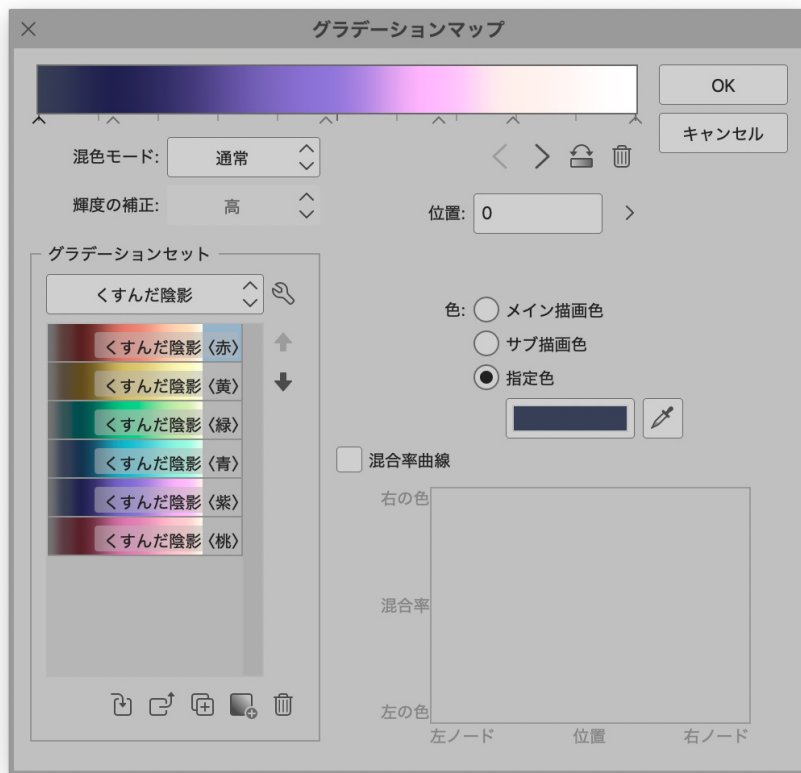 グラデーションマップ
OK
キャンセル
混色モード: 通常
輝度の補正: 高
位置: 0
グラデーションセット
くすんだ陰影
色: メイン描画色
サブ描画色
指定色
くすんだ陰影〈赤〉
くすんだ陰影〈黄〉
くすんだ陰影〈緑〉
くすんだ陰影〈青〉
くすんだ陰影〈紫〉
くすんだ陰影〈桃〉
混合率曲線
右の色
混合率
左の色
左ノード 位置 右ノード